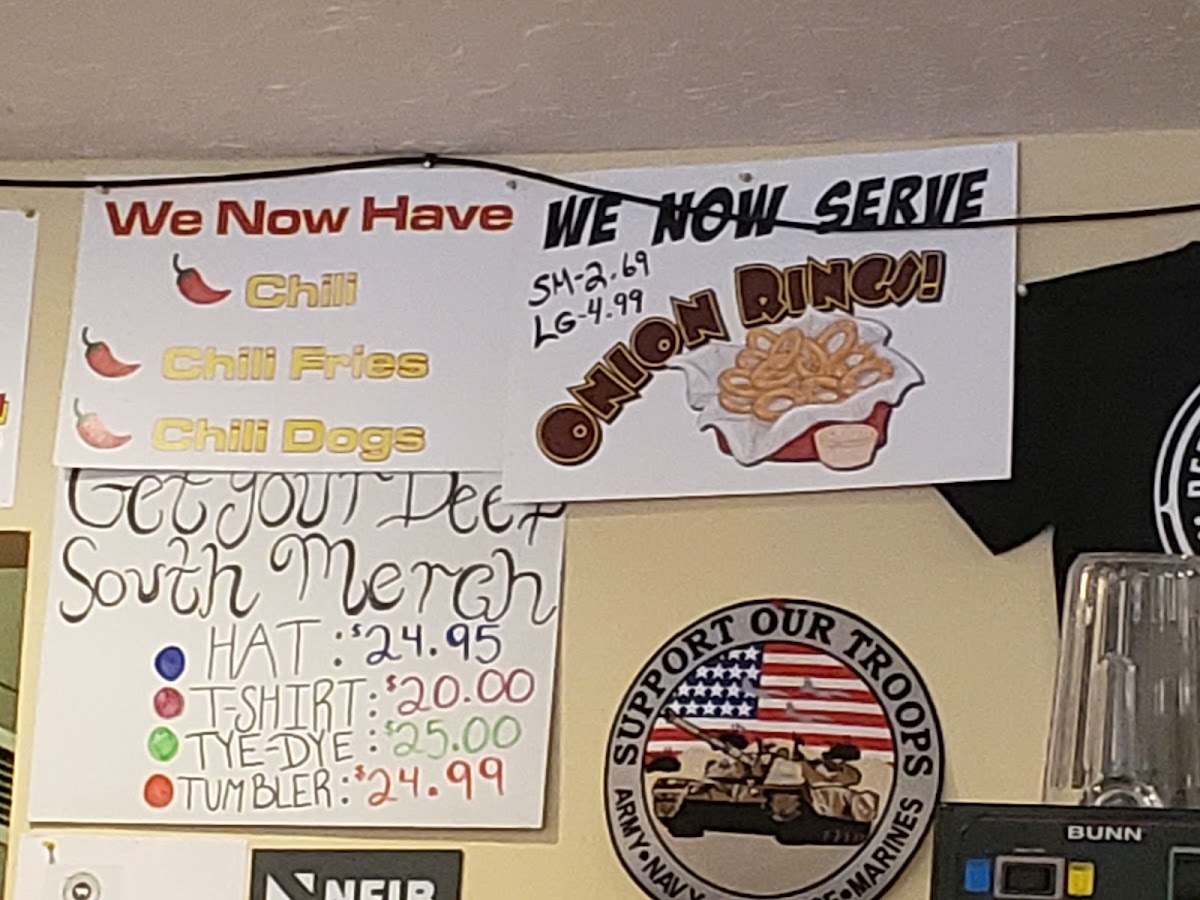 We Now Have
Chili
Chili Fries
Chili Dogs
WE NOW SERVE
SM-2.69
LG-4.99
ONION RINGS!
Get your Deep
South Merch
HAT : $24.95
T-SHIRT: $20.00
TYE-DYE : $25.00
TUMBLER: $24.99
SUPPORT OUR TROOPS
ARMY • NAVY • MARINES
BUNN
NFIB